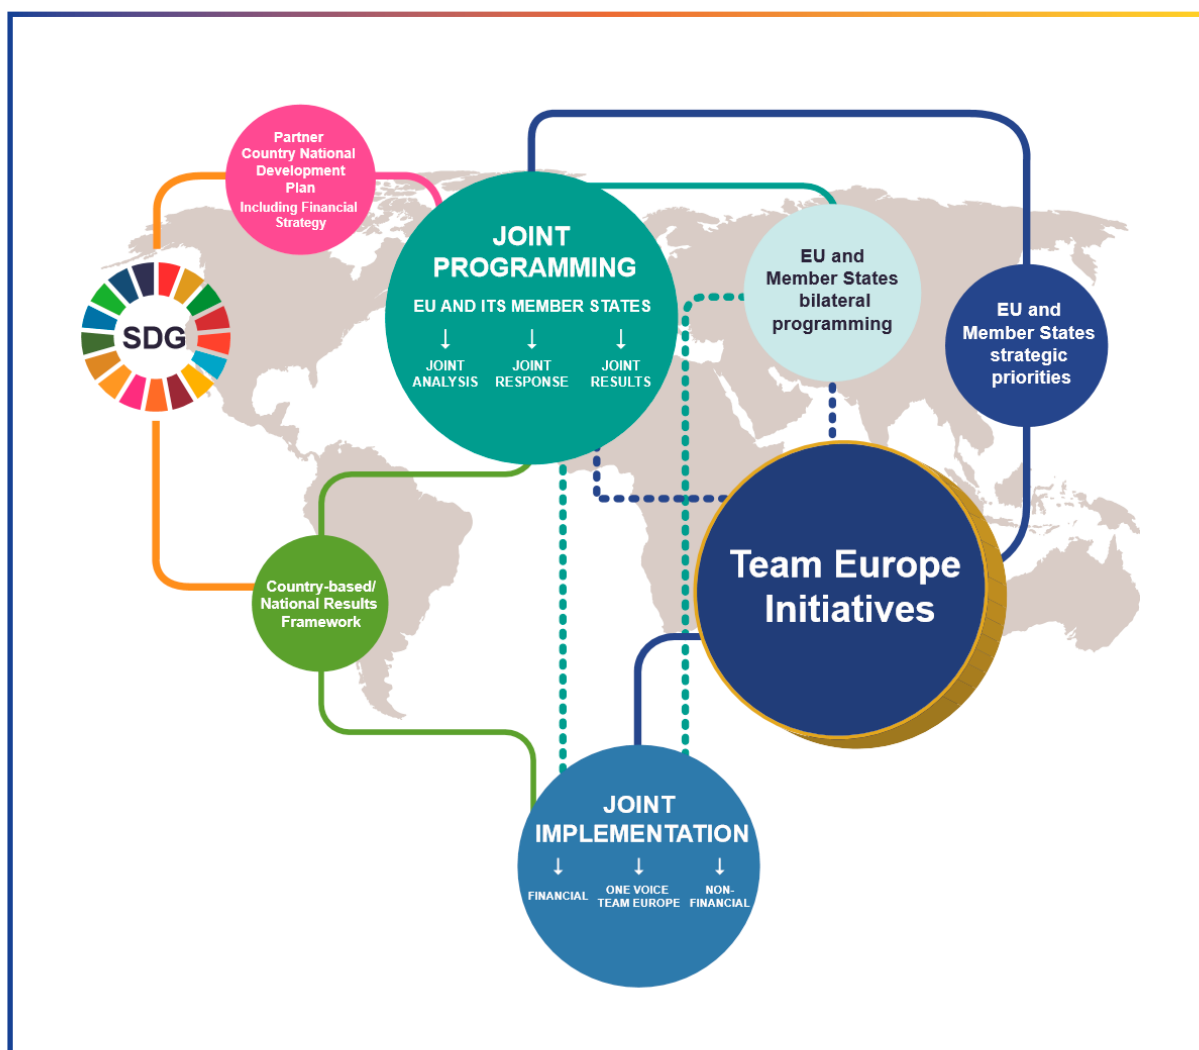 Partner
Country National
Development
Plan
Including Financial
Strategy
SDG
JOINT
PROGRAMMING
EU AND ITS MEMBER STATES
↓ ↓ ↓
JOINT
ANALYSIS
JOINT
RESPONSE
JOINT
RESULTS
EU and
Member States
bilateral
programming
EU and
Member States
strategic
priorities
Country-based/
National Results
Framework
Team Europe
Initiatives
JOINT
IMPLEMENTATION
↓ ↓ ↓
FINANCIAL
ONE VOICE
TEAM EUROPE
NON-
FINANCIAL